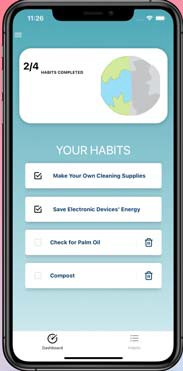 11:26
2/4
HABITS COMPLETED
YOUR HABITS
Make Your Own Cleaning Supplies
Save Electronic Devices' Energy
Check for Palm Oil
Compost
Dashboard
Habits